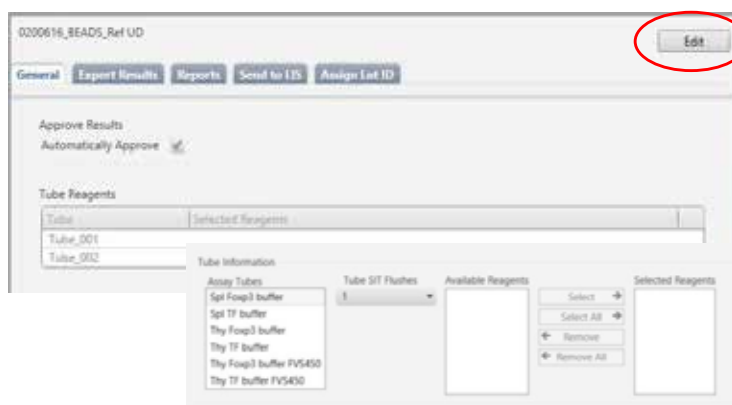 0200616_BEADS_Ref UD
Edit
General Export Results Reports Send to LIS Assign Lot ID
Approve Results
Automatically Approve
Tube Reagents
Tube Selected Reagents
Tube_001
Tube_002
Tube Information
Assay Tubes Tube SIT Flushes Available Reagents Selected Reagents
Spl Foxp3 buffer 1 Select
Spl TF buffer Select All
Thy Foxp3 buffer Remove
Thy TF buffer Remove All
Thy Foxp3 buffer FVS450
Thy TF buffer FVS450